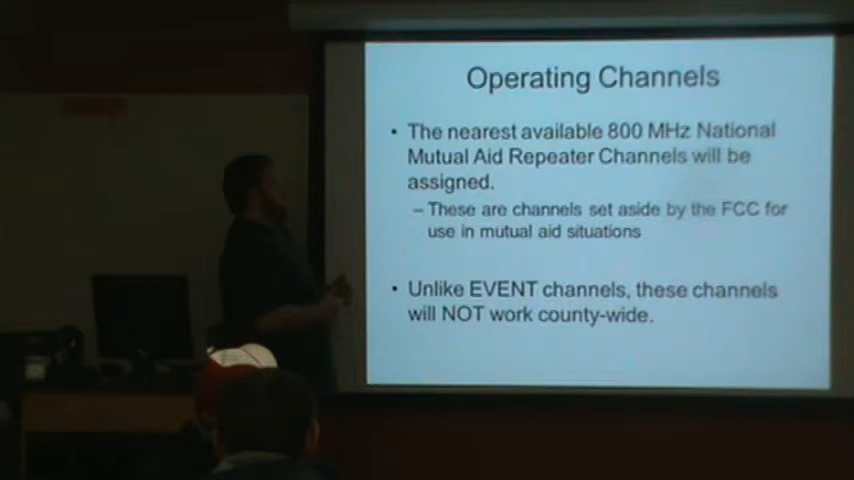 Operating Channels
• The nearest available 800 MHz National
Mutual Aid Repeater Channels will be
assigned.
– These are channels set aside by the FCC for
use in mutual aid situations
• Unlike EVENT channels, these channels
will NOT work county-wide.